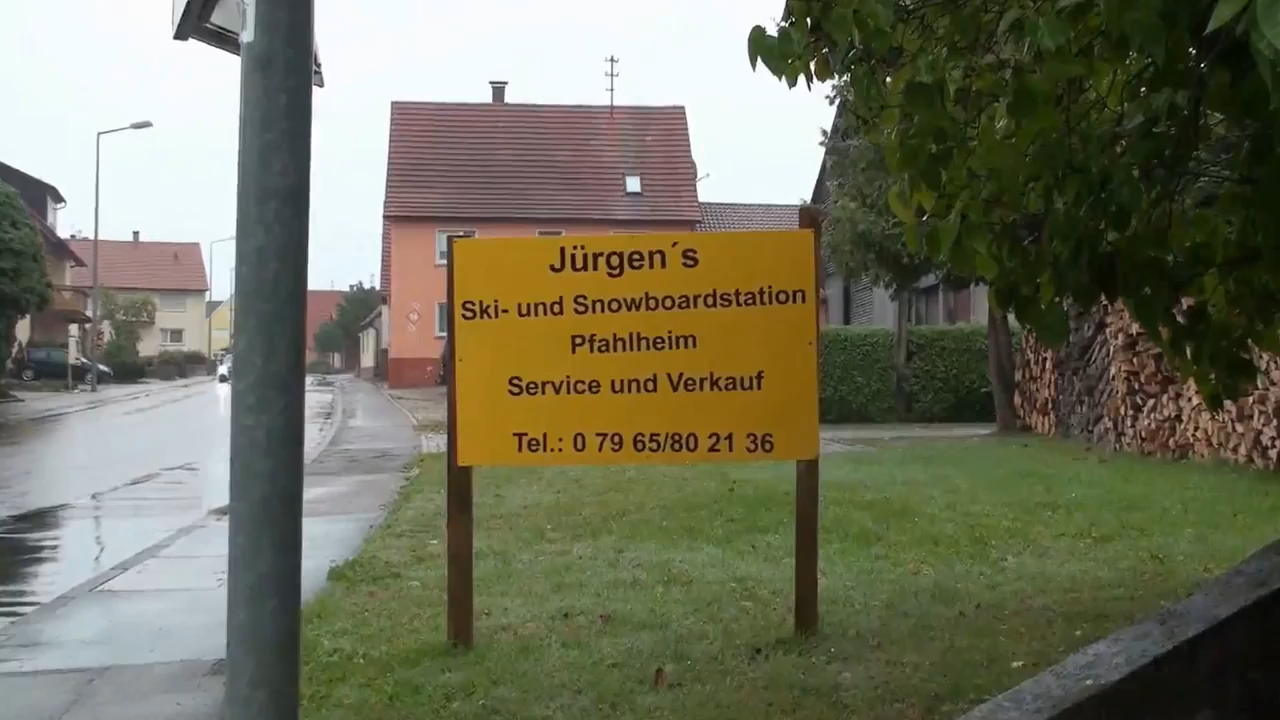 Jürgen´s
Ski- und Snowboardstation
Pfahlheim
Service und Verkauf
Tel.: 0 79 65/80 21 36